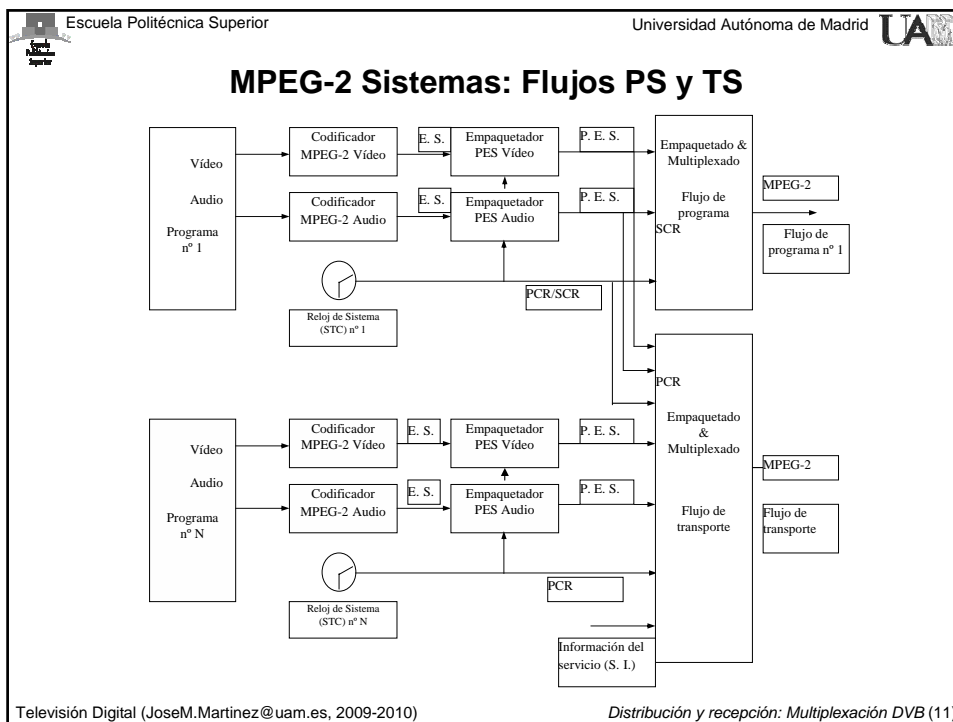 Escuela Politécnica Superior
Universidad Autónoma de Madrid
UAM
Escuela
Politécnica
Superior
MPEG-2 Sistemas: Flujos PS y TS
Vídeo
Audio
Programa
nº 1
Codificador
MPEG-2 Vídeo
E. S.
Empaquetador
PES Vídeo
P. E. S.
Codificador
MPEG-2 Audio
E. S.
Empaquetador
PES Audio
P. E. S.
Empaquetado &
Multiplexado
Flujo de
programa
SCR
MPEG-2
Flujo de
programa nº 1
PCR/SCR
Reloj de Sistema
(STC) nº 1
PCR
Empaquetado
&
Multiplexado
Flujo de
transporte
MPEG-2
Flujo de
transporte
Vídeo
Audio
Programa
nº N
Codificador
MPEG-2 Vídeo
E. S.
Empaquetador
PES Vídeo
P. E. S.
Codificador
MPEG-2 Audio
E. S.
Empaquetador
PES Audio
P. E. S.
PCR
Reloj de Sistema
(STC) nº N
Información del
servicio (S. I.)
Televisión Digital (JoseM.Martinez@uam.es, 2009-2010)
Distribución y recepción: Multiplexación DVB (11)